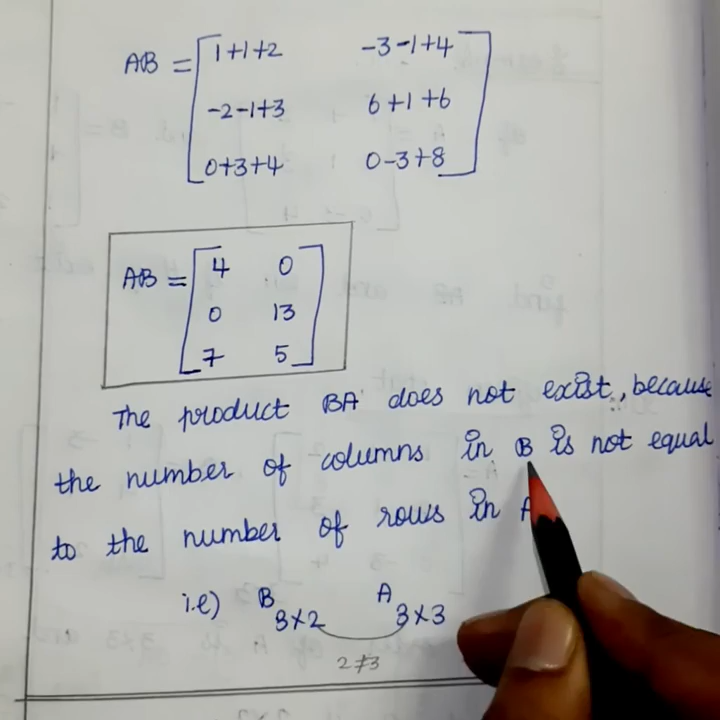 AB = [1+1+2 -3-1+4
-2-1+3 6+1+6
0+3+4 0-3+8]
AB = [4 0
0 13
7 5]
The product BA does not exist, because
the number of columns in B is not equal
to the number of rows in
i.e) B 3×2 A 3×3
2≠3